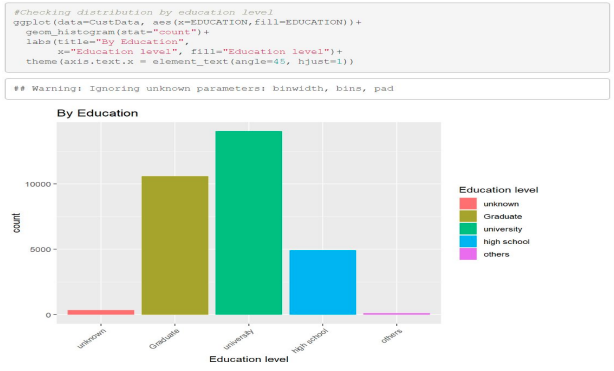 #Checking distribution by education level
ggplot(data=CustData, aes(x=EDUCATION,fill=EDUCATION))+
geom_histogram(stat="count")+
labs(title="By Education",
x="Education level", fill="Education level")+
theme(axis.text.x = element_text(angle=45, hjust=1))
## Warning: Ignoring unknown parameters: binwidth, bins, pad
By Education
10000
5000
0
count
unknown
Graduate
university
high school
others
Education level
Education level
unknown
Graduate
university
high school
others